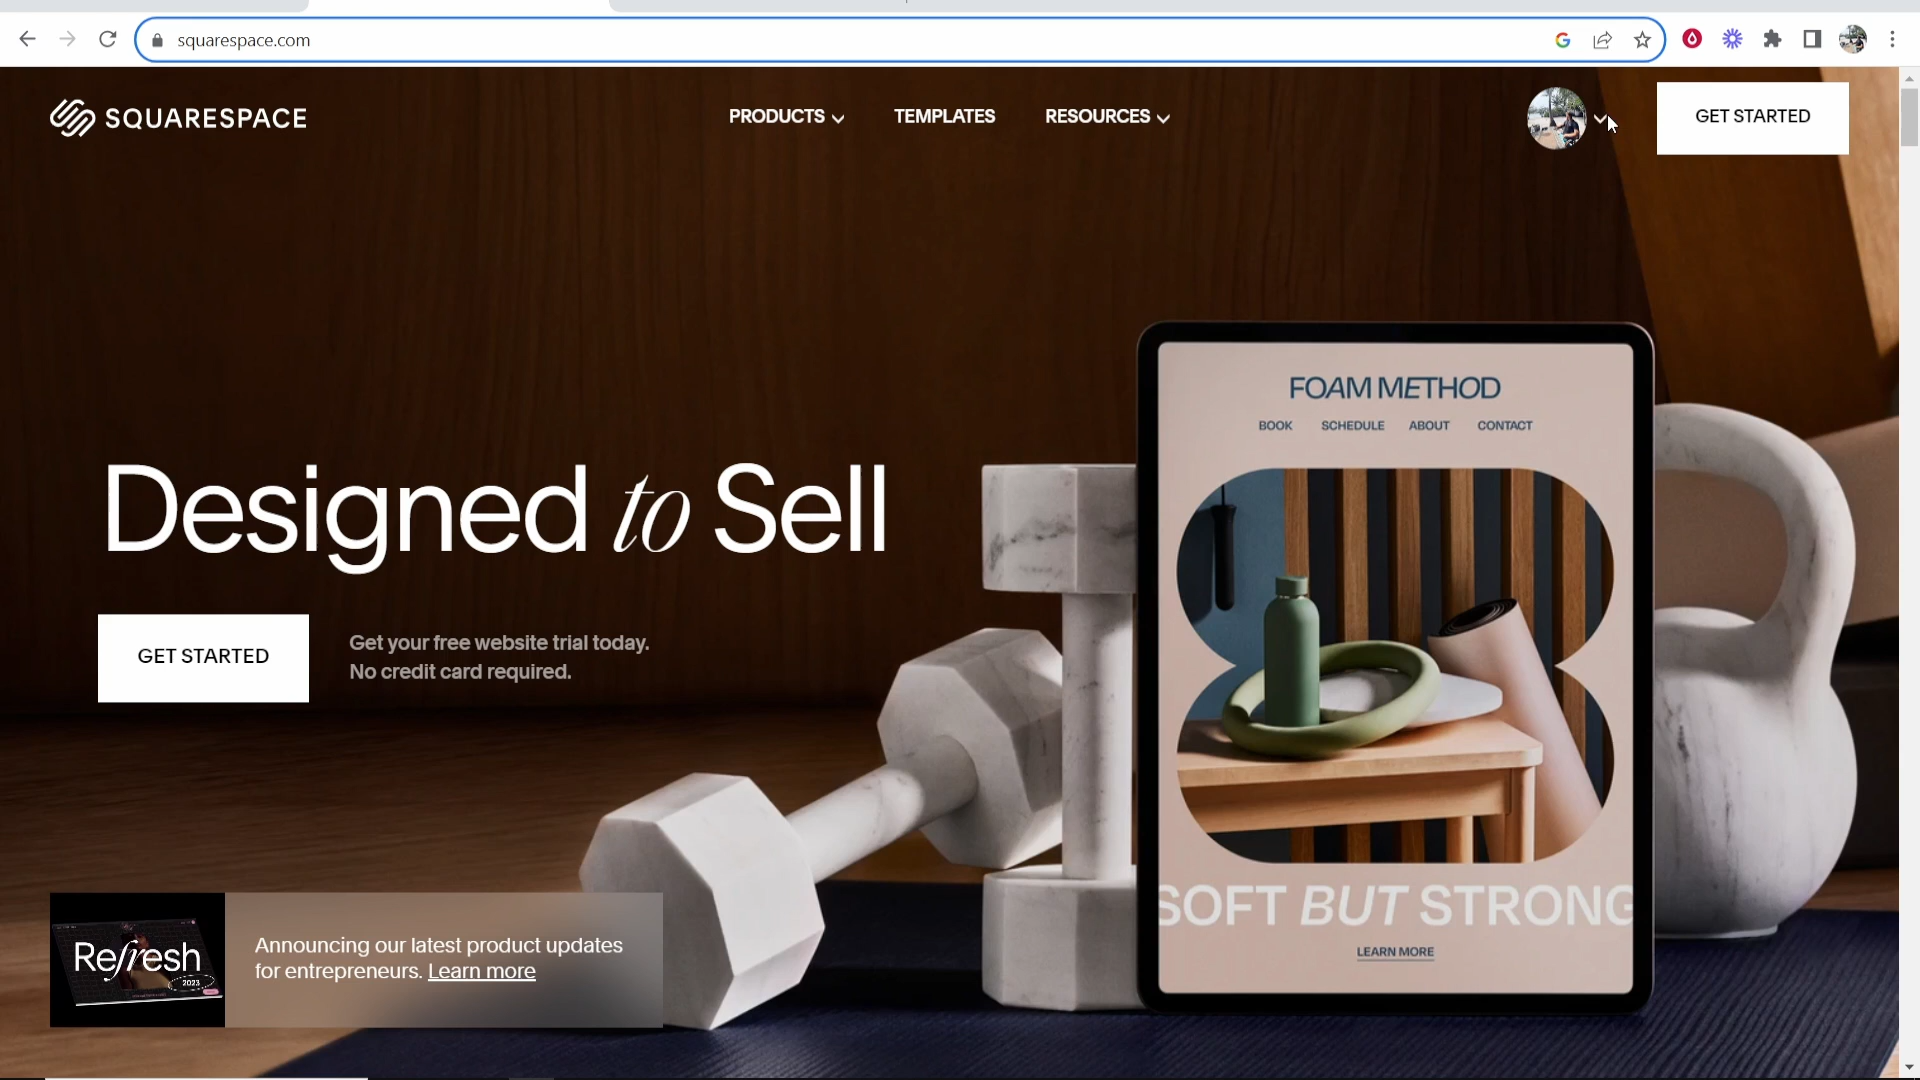 squarespace.com
SQUARESPACE
PRODUCTS
TEMPLATES
RESOURCES
GET STARTED
FOAM METHOD
BOOK SCHEDULE ABOUT CONTACT
Designed to Sell
GET STARTED
Get your free website trial today.
No credit card required.
SOFT BUT STRONG
LEARN MORE
Refresh
2023
Announcing our latest product updates
for entrepreneurs. Learn more